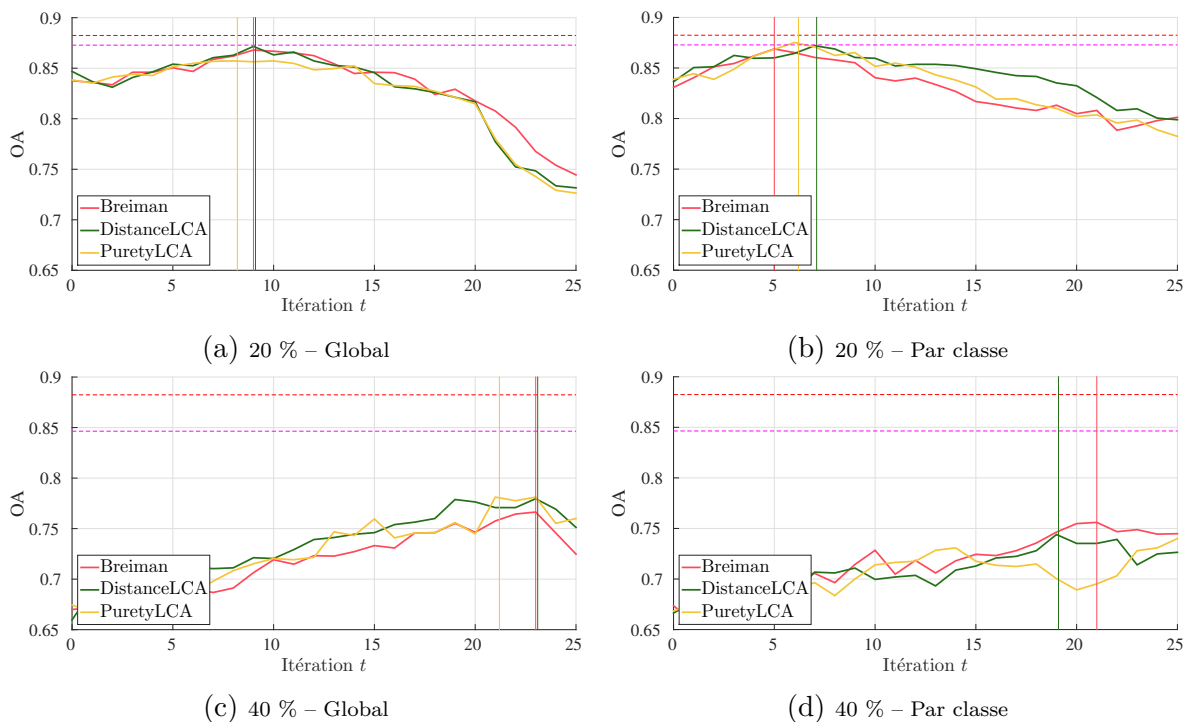 0.9
0.85
0.8
0.75
0.7
0.65
OA
0 5 10 15 20 25
Itération t
Breiman
DistanceLCA
PuretyLCA
(a) 20 % – Global
0.9
0.85
0.8
0.75
0.7
0.65
OA
0 5 10 15 20 25
Itération t
Breiman
DistanceLCA
PuretyLCA
(b) 20 % – Par classe
0.9
0.85
0.8
0.75
0.7
0.65
OA
0 5 10 15 20 25
Itération t
Breiman
DistanceLCA
PuretyLCA
(c) 40 % – Global
0.9
0.85
0.8
0.75
0.7
0.65
OA
0 5 10 15 20 25
Itération t
Breiman
DistanceLCA
PuretyLCA
(d) 40 % – Par classe